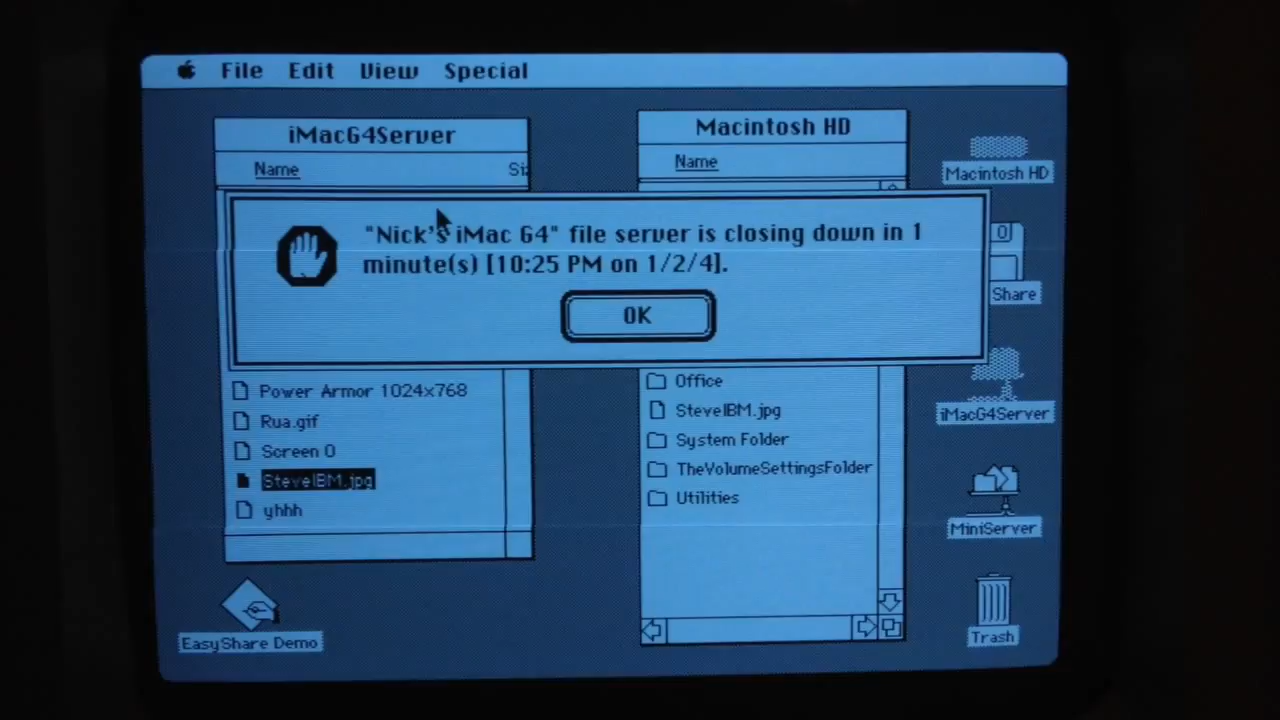 File Edit View Special
iMacG4Server
Name
Macintosh HD
Name
Macintosh HD
"Nick's iMac G4" file server is closing down in 1
minute(s) [10:25 PM on 1/2/4].
OK
Share
Power Armor 1024x768
Rua.gif
Screen 0
SteveIBM.jpg
yhhh
Office
SteveIBM.jpg
System Folder
TheVolumeSettingsFolder
Utilities
iMacG4Server
MiniServer
EasyShare Demo
Trash